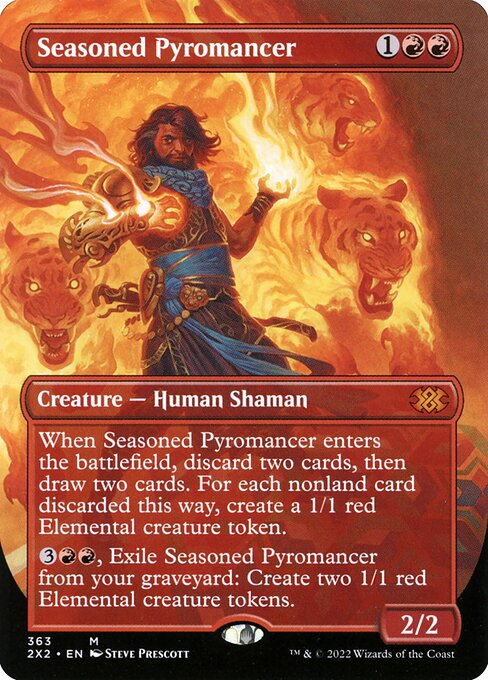 Seasoned Pyromancer 1
Creature — Human Shaman
When Seasoned Pyromancer enters
the battlefield, discard two cards, then
draw two cards. For each nonland card
discarded this way, create a 1/1 red
Elemental creature token.
3, Exile Seasoned Pyromancer
from your graveyard: Create two 1/1 red
Elemental creature tokens.
2/2
363 M
2X2 • EN Steve Prescott
™ & © 2022 Wizards of the Coast